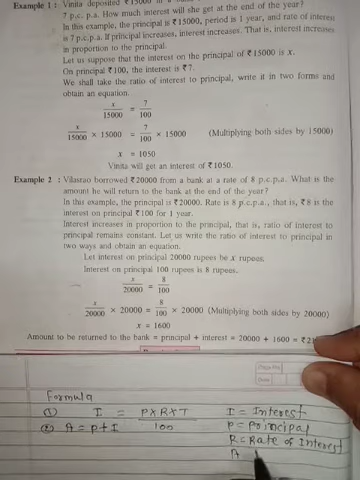 Example 1 : Vinita deposited ₹15000 in a bank
7 p.c. p.a. How much interest will she get at the end of the year?
In this example, the principal is ₹15000, period is 1 year, and rate of interest
is 7 p.c.p.a. If principal increases, interest increases. That is, interest increases
in proportion to the principal.
Let us suppose that the interest on the principal of ₹15000 is x.
On principal ₹100, the interest is ₹7.
We shall take the ratio of interest to principal, write it in two forms and
obtain an equation.
x/15000 = 7/100
x/15000 × 15000 = 7/100 × 15000 (Multiplying both sides by 15000)
x = 1050
Vinita will get an interest of ₹1050.
Example 2 : Vilasrao borrowed ₹20000 from a bank at a rate of 8 p.c.p.a. What is the
amount he will return to the bank at the end of the year?
In this example, the principal is ₹20000. Rate is 8 p.c.p.a., that is, ₹8 is the
interest on principal ₹100 for 1 year.
Interest increases in proportion to the principal, that is, ratio of interest to
principal remains constant. Let us write the ratio of interest to principal in
two ways and obtain an equation.
Let interest on principal 20000 rupees be x rupees.
Interest on principal 100 rupees is 8 rupees.
x/20000 = 8/100
x/20000 × 20000 = 8/100 × 20000 (Multiplying both sides by 20000)
x = 1600
Amount to be returned to the bank = principal + interest = 20000 + 1600 = ₹21
Page No.
Date
Formula
① I = P×R×T/100 I = Interest
② A = P+I P = Principal
R = Rate of Interest
A